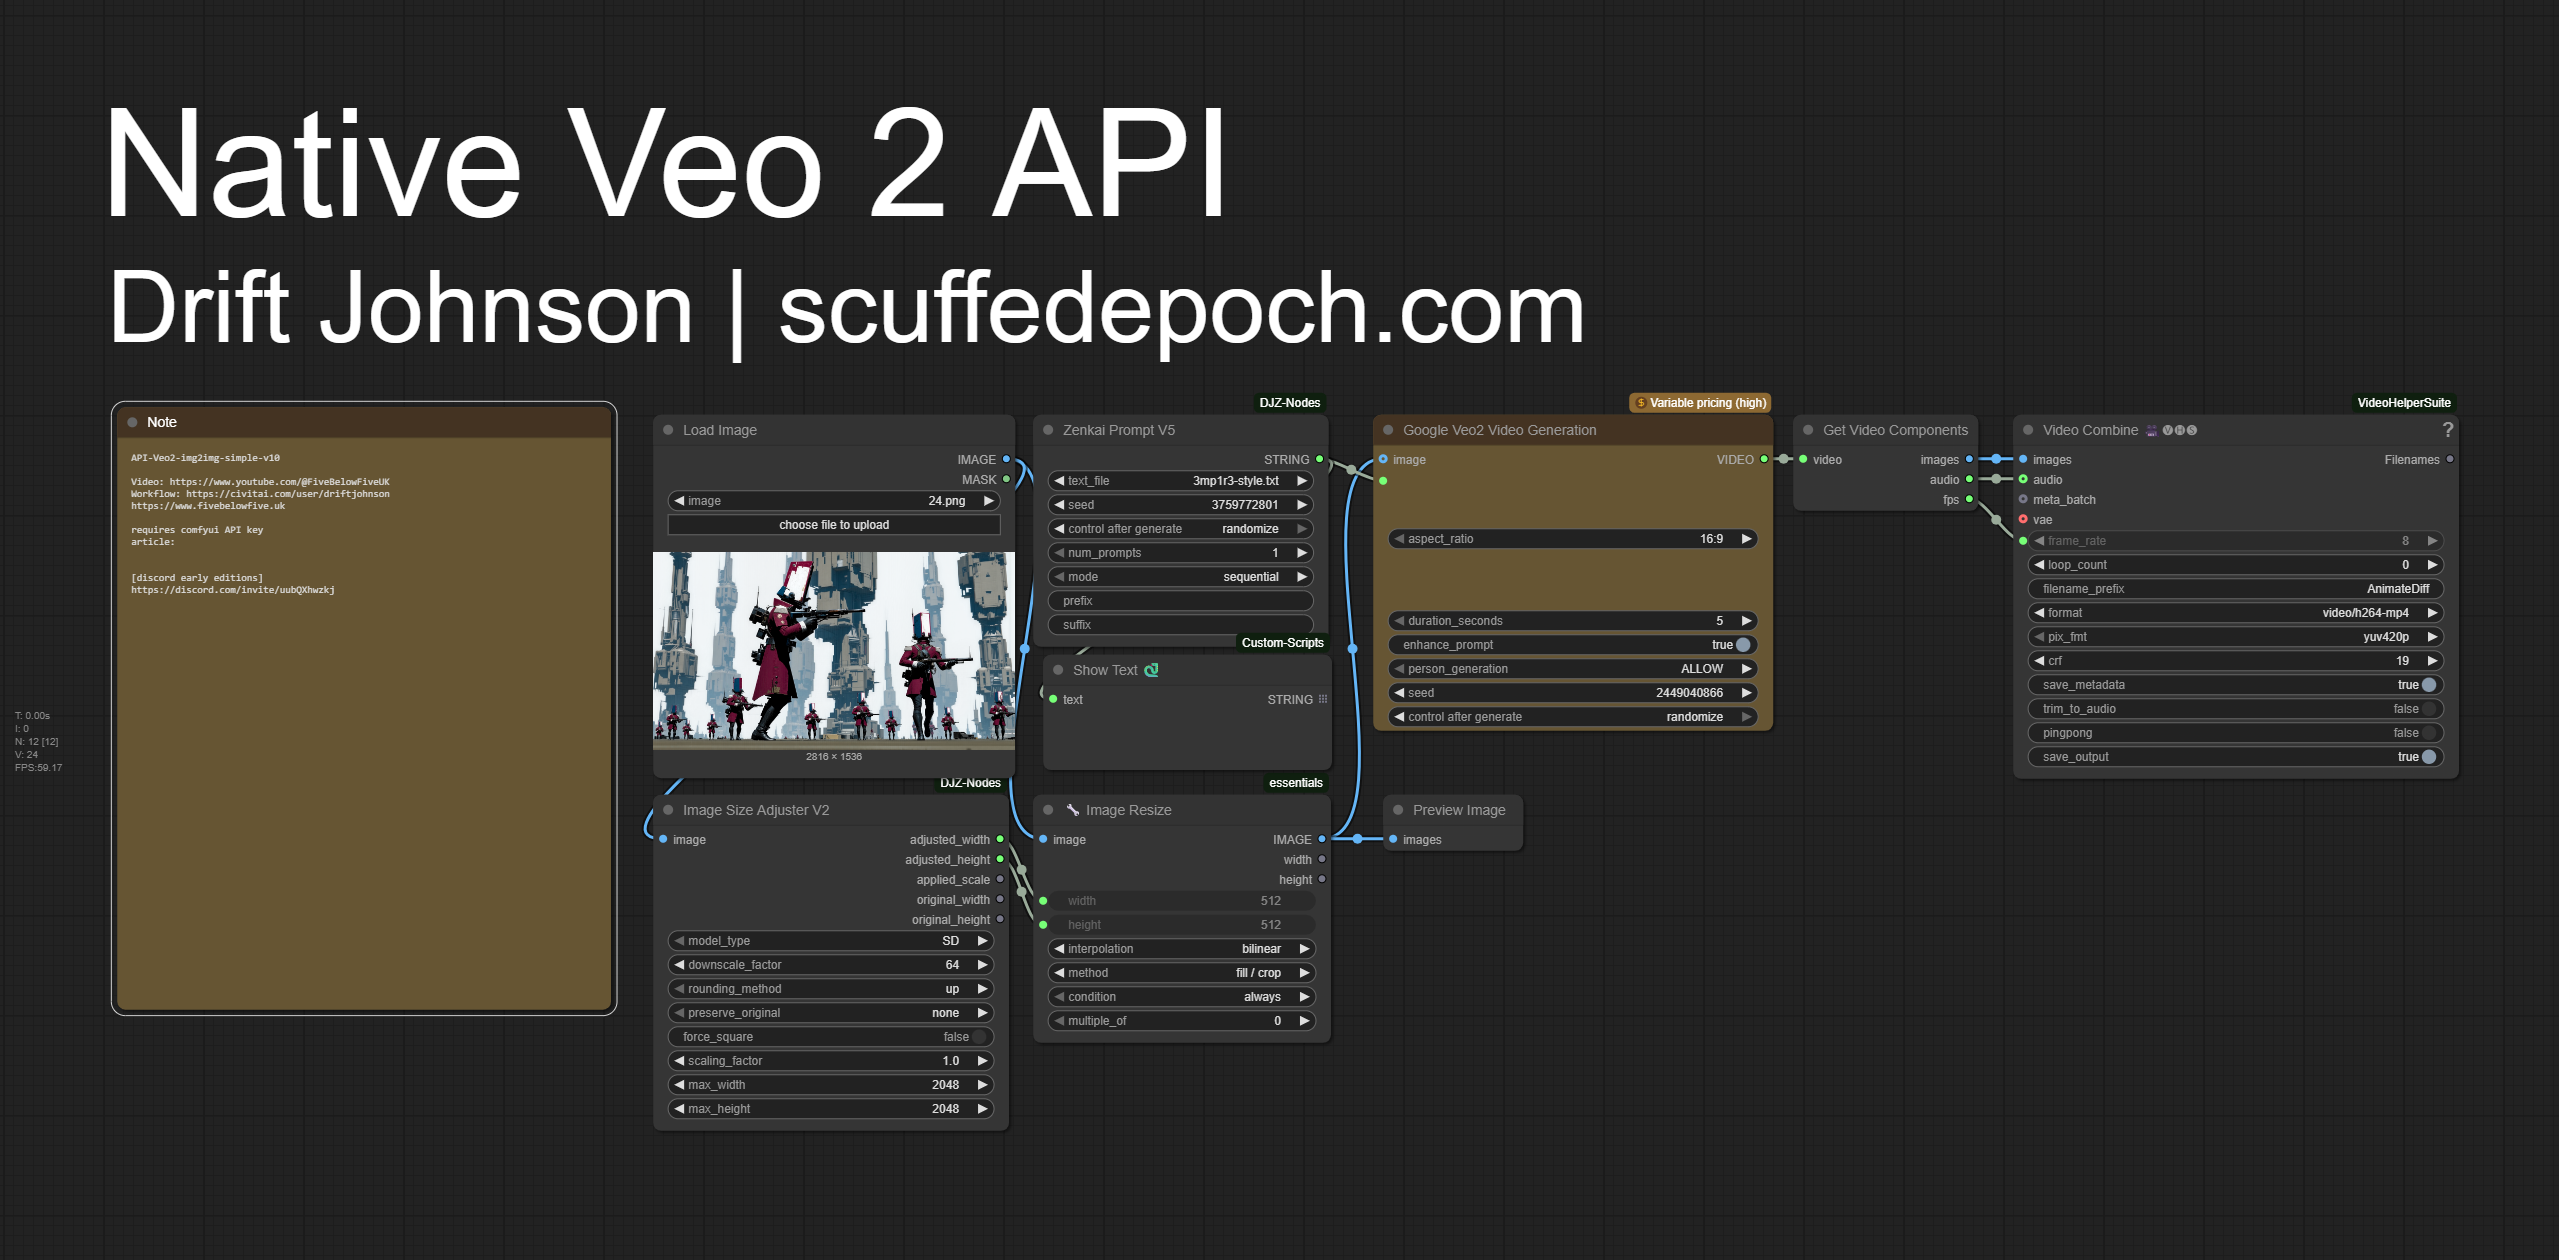 Native Veo 2 API
Drift Johnson | scuffedepoch.com
Note
API-Veo2-img2img-simple-v10
Video: https://www.youtube.com/@FiveBelowFiveUK
Workflow: https://civitai.com/user/driftjohnson
https://www.fivebelowfive.uk
requires comfyui API key
article:
[discord early editions]
https://discord.com/invite/uubQXhwzkj
T: 0.00s
I: 0
N: 12 [12]
V: 24
FPS:59.17
Load Image
IMAGE
MASK
image 24.png
choose file to upload
2816 × 1536
DJZ-Nodes
Zenkai Prompt V5
STRING
text_file 3mp1r3-style.txt
seed 3759772801
control after generate randomize
num_prompts 1
mode sequential
prefix
suffix
Custom-Scripts
Show Text
text STRING
DJZ-Nodes
Image Size Adjuster V2
image adjusted_width
adjusted_height
applied_scale
original_width
original_height
model_type SD
downscale_factor 64
rounding_method up
preserve_original none
force_square false
scaling_factor 1.0
max_width 2048
max_height 2048
essentials
Image Resize
image IMAGE
width
height
width 512
height 512
interpolation bilinear
method fill / crop
condition always
multiple_of 0
Variable pricing (high)
Google Veo2 Video Generation
image VIDEO
aspect_ratio 16:9
duration_seconds 5
enhance_prompt true
person_generation ALLOW
seed 2449040866
control after generate randomize
Preview Image
images
Get Video Components
video images
audio
fps
VideoHelperSuite
Video Combine VHS ?
images Filenames
audio
meta_batch
vae
frame_rate 8
loop_count 0
filename_prefix AnimateDiff
format video/h264-mp4
pix_fmt yuv420p
crf 19
save_metadata true
trim_to_audio false
pingpong false
save_output true